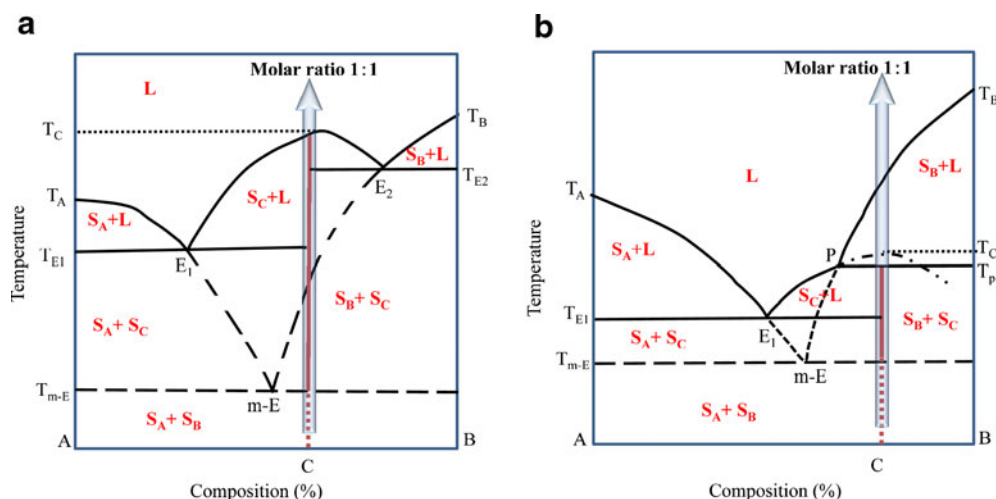 a
Molar ratio 1:1
L
T_C
T_B
S_B+L
T_E2
E_2
S_C+L
T_A
S_A+L
T_E1
E_1
Temperature
S_A+ S_C
S_B+ S_C
T_m-E
m-E
S_A+ S_B
A
B
C
Composition (%)
b
Molar ratio 1:1
T_B
L
S_B+L
T_A
S_A+L
P
T_C
T_p
S_C+L
T_E1
E_1
Temperature
S_A+ S_C
S_B+ S_C
T_m-E
m-E
S_A+ S_B
A
B
C
Composition (%)